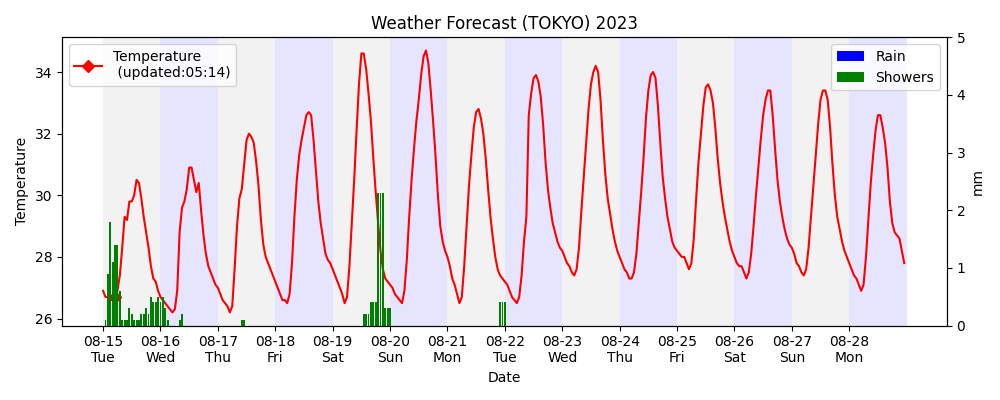 Weather Forecast (TOKYO) 2023
Temperature
(updated:05:14)
Rain
Showers
Temperature
34
32
30
28
26
5
4
3
2
1
0
mm
08-15 08-16 08-17 08-18 08-19 08-20 08-21 08-22 08-23 08-24 08-25 08-26 08-27 08-28
Tue Wed Thu Fri Sat Sun Mon Tue Wed Thu Fri Sat Sun Mon
Date